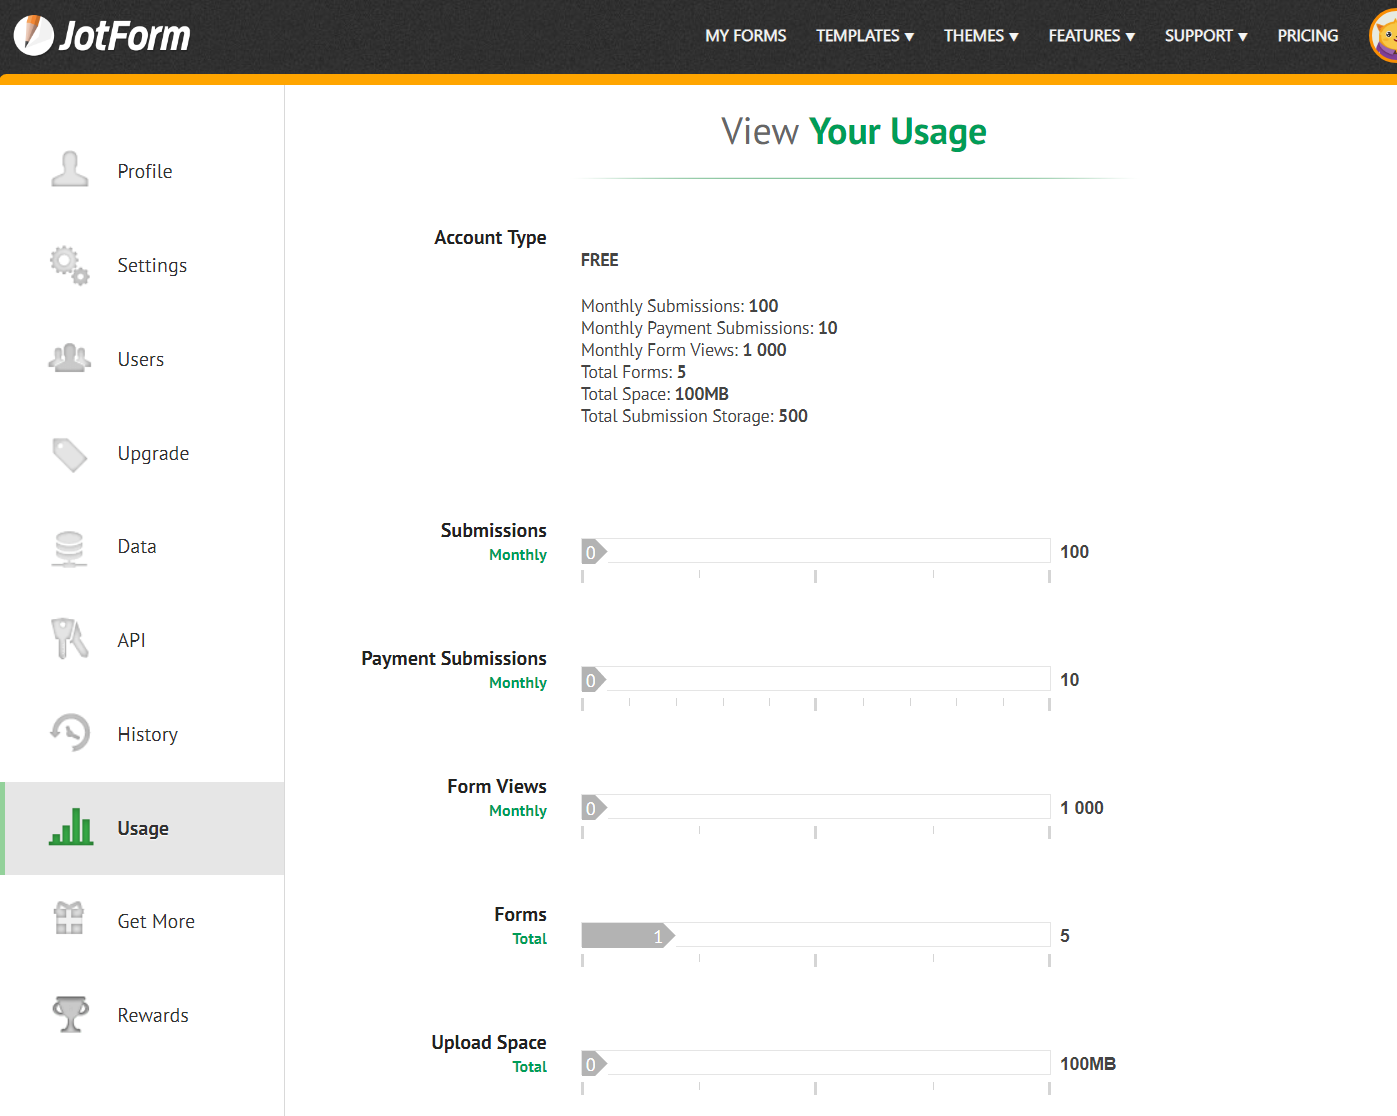 JotForm
MY FORMS TEMPLATES ▼ THEMES ▼ FEATURES ▼ SUPPORT ▼ PRICING
Profile
Settings
Users
Upgrade
Data
API
History
Usage
Get More
Rewards
View Your Usage
Account Type
FREE
Monthly Submissions: 100
Monthly Payment Submissions: 10
Monthly Form Views: 1 000
Total Forms: 5
Total Space: 100MB
Total Submission Storage: 500
Submissions
Monthly
0 100
Payment Submissions
Monthly
0 10
Form Views
Monthly
0 1 000
Forms
Total
1 5
Upload Space
Total
0 100MB